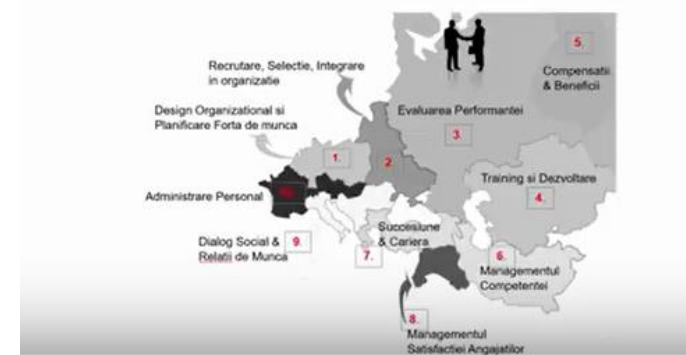 5.
Compensatii
& Beneficii
Recrutare, Selectie, Integrare
in organizatie
Evaluarea Performantei
3.
Design Organizational si
Planificare Forta de munca
1.
2
Training si Dezvoltare
4.
Administrare Personal
Succesiune
& Cariera
7.
Dialog Social &
Relatii de Munca
9.
6.
Managementul
Competentei
8.
Managementul
Satisfactiei Angajatilor